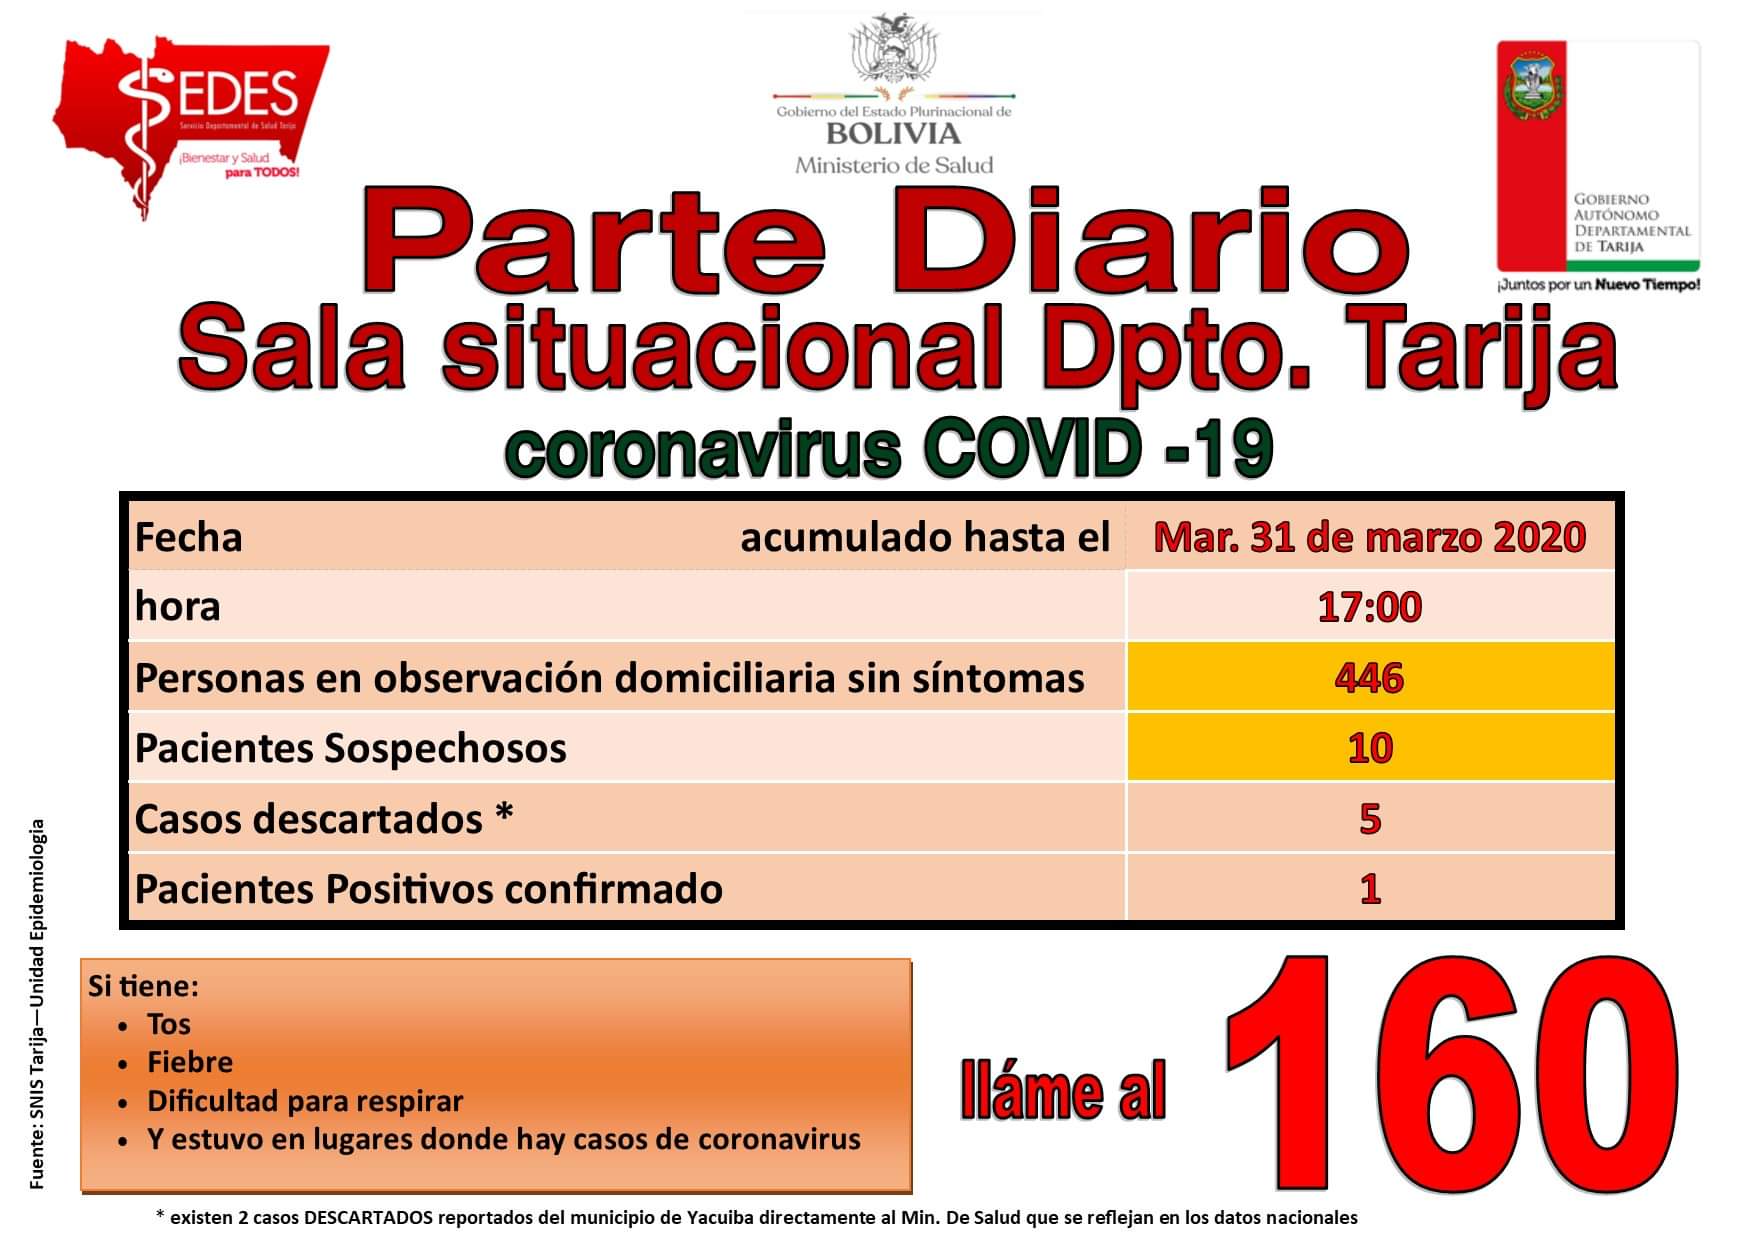 SEDES
Servicio Departamental de Salud Tarija
¡Bienestar y Salud
para TODOS!
Gobierno del Estado Plurinacional de
BOLIVIA
Ministerio de Salud
GOBIERNO
AUTÓNOMO
DEPARTAMENTAL
DE TARIJA
¡Juntos por un Nuevo Tiempo!
Parte Diario
Sala situacional Dpto. Tarija
coronavirus COVID -19
Fecha acumulado hasta el Mar. 31 de marzo 2020
hora 17:00
Personas en observación domiciliaria sin síntomas 446
Pacientes Sospechosos 10
Casos descartados * 5
Pacientes Positivos confirmado 1
Si tiene:
• Tos
• Fiebre
• Dificultad para respirar
• Y estuvo en lugares donde hay casos de coronavirus
lláme al 160
Fuente: SNIS Tarija—Unidad Epidemiologia
* existen 2 casos DESCARTADOS reportados del municipio de Yacuiba directamente al Min. De Salud que se reflejan en los datos nacionales